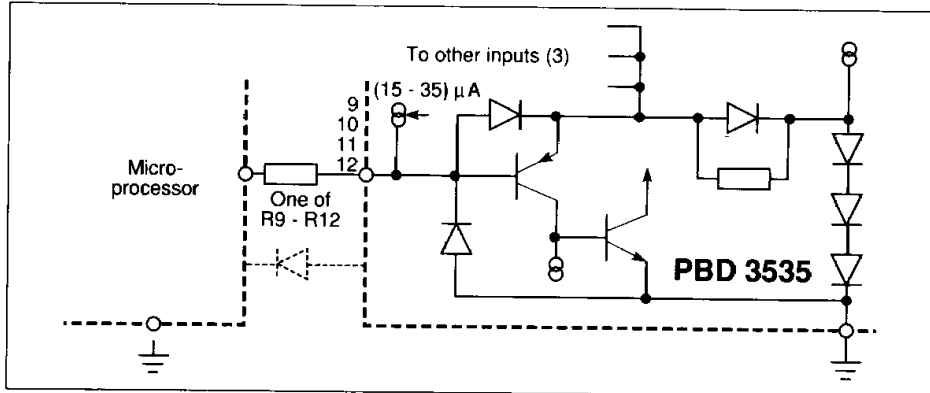 To other inputs (3)
(15 - 35) µA
9
10
11
12
Micro-
processor
One of
R9 - R12
PBD 3535